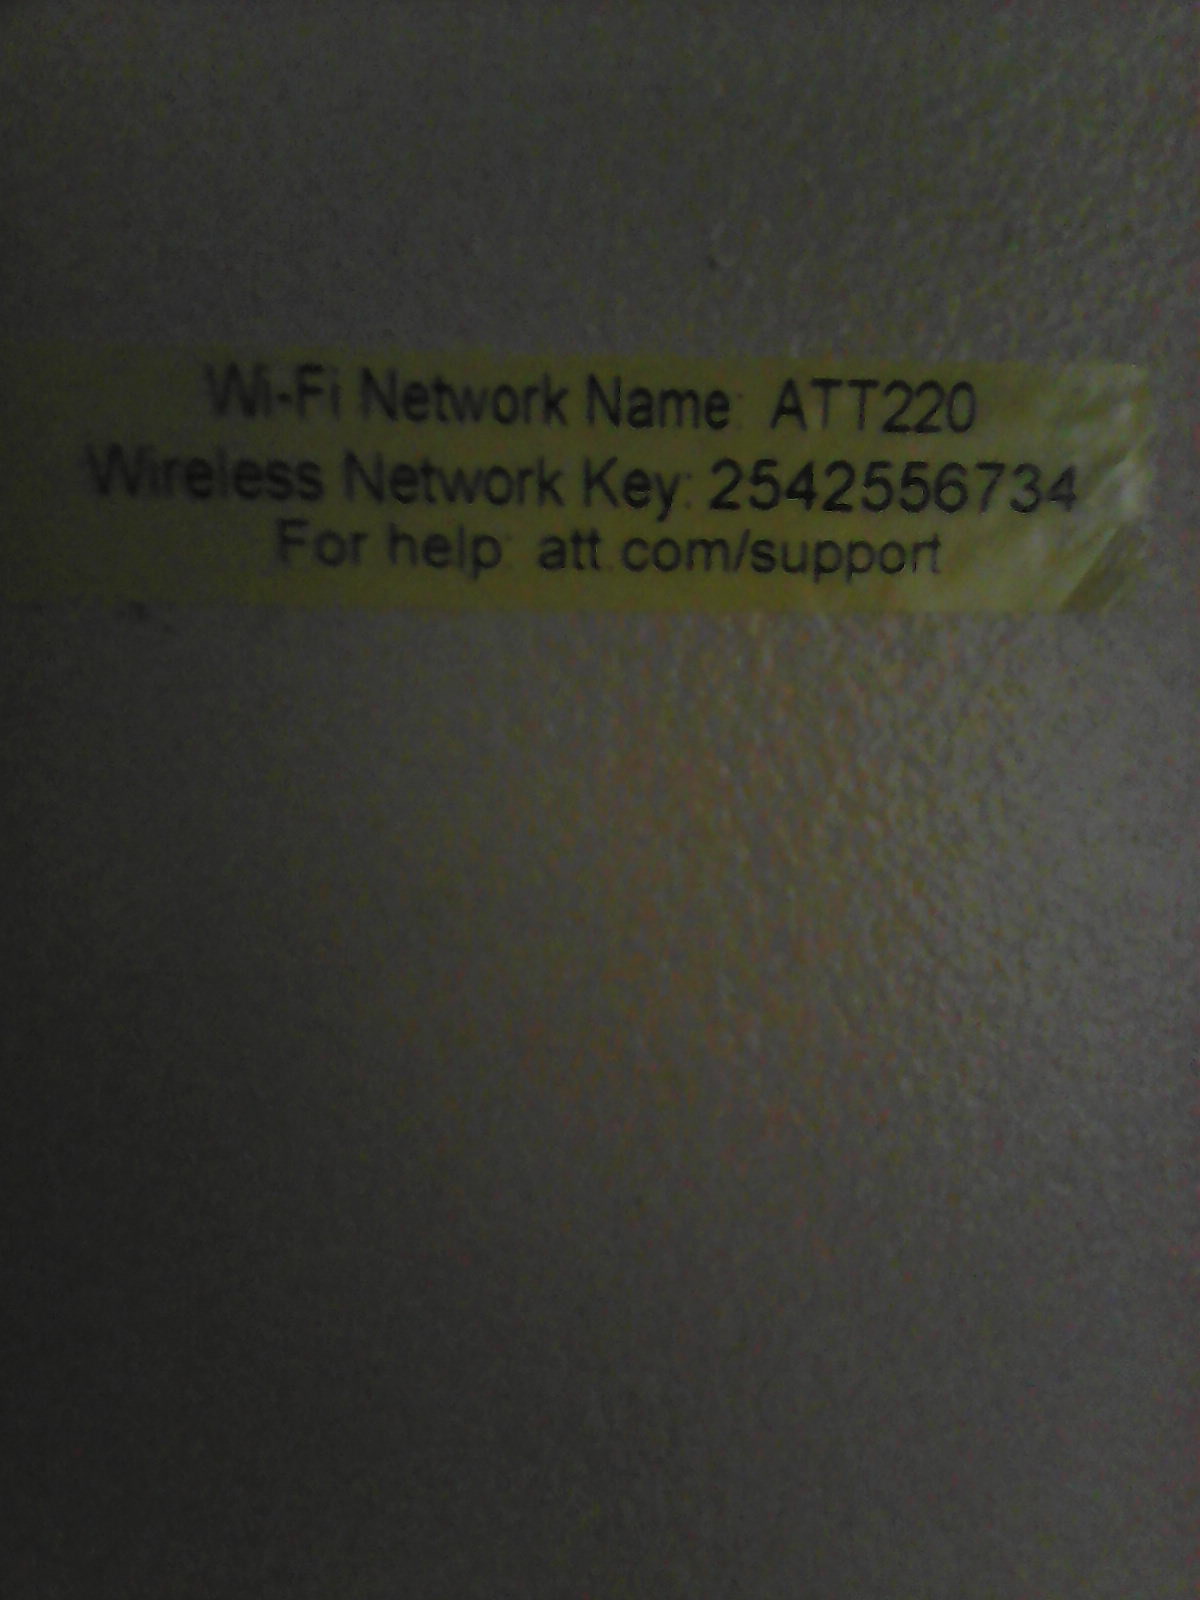 Wi-Fi Network Name: ATT220
Wireless Network Key: 2542556734
For help: att.com/support